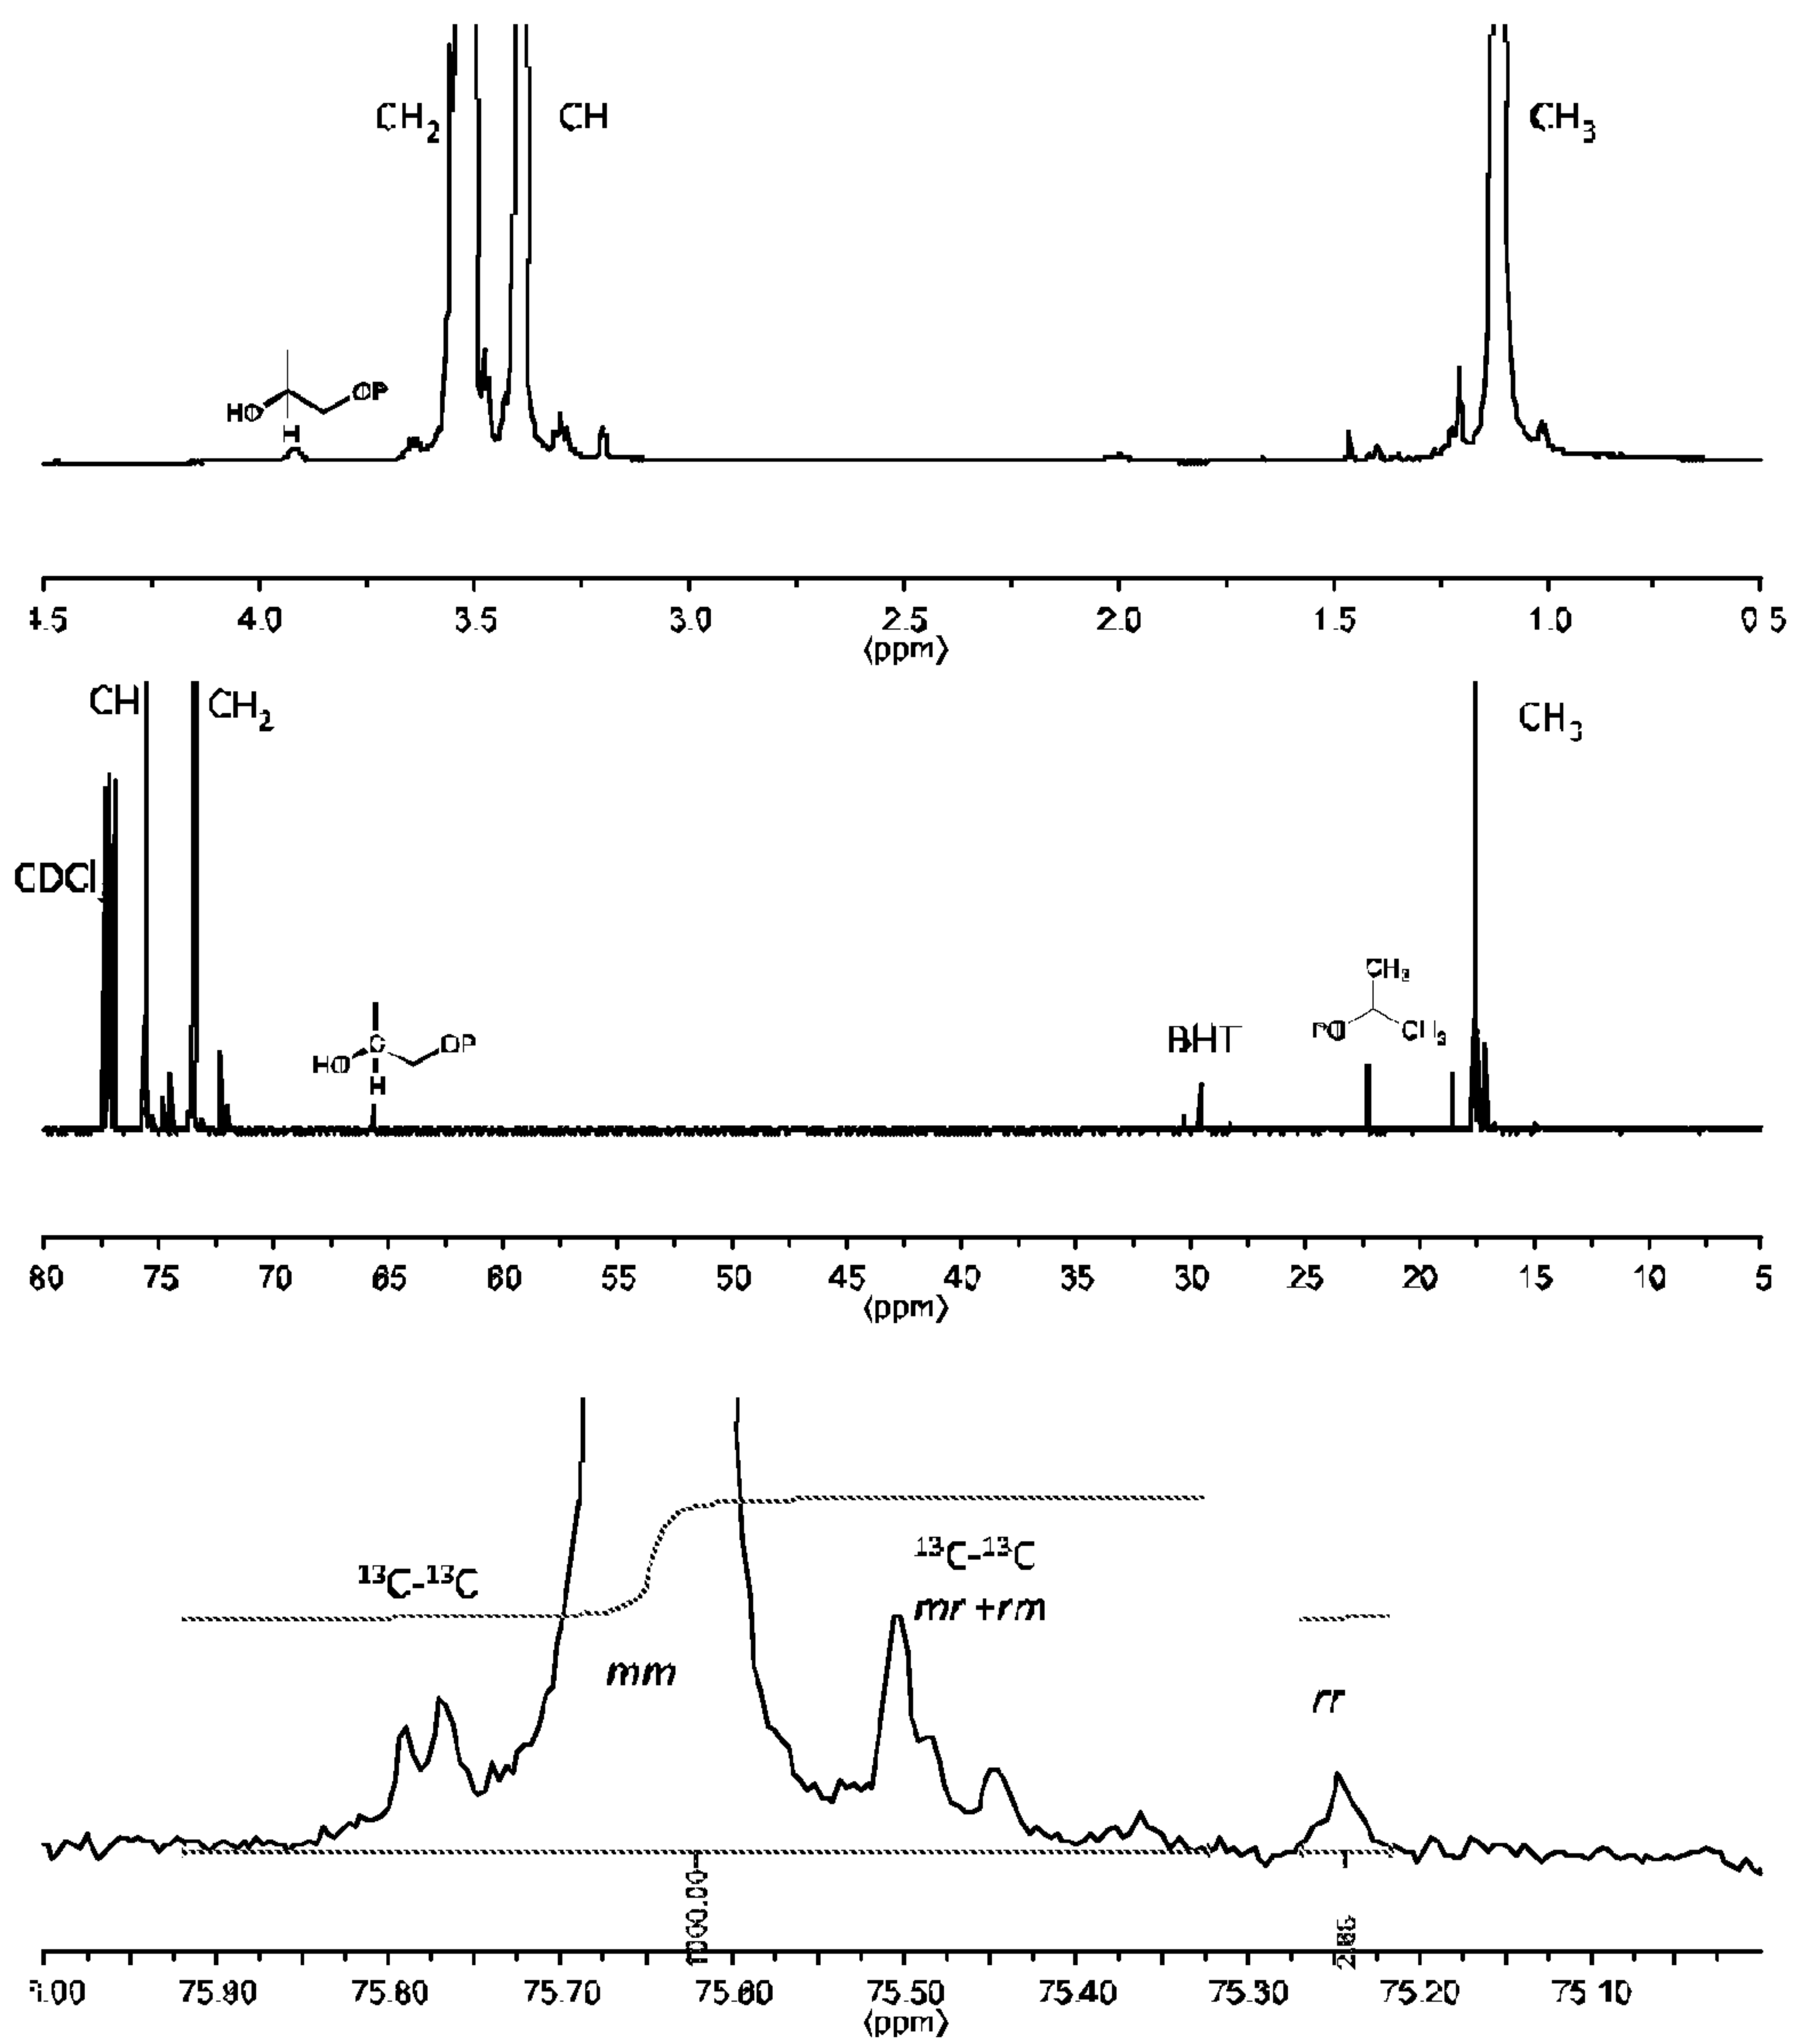 CH₂ CH CH₃
HO OP
H
4.0 3.5 3.0 2.5 2.0 1.5 1.0 0.5
(ppm)
CH CH₂ CH₃
CDCl
CH₃
BHT CH₃
HO C OP
H
80 75 70 65 60 55 50 45 40 35 30 25 20 15 10 5
(ppm)
¹³C-¹³C
¹³C-¹³C
mr+rm
mm
rr
1000.00
75.90 75.80 75.70 75.60 75.50 75.40 75.30 75.20 75.10
(ppm)